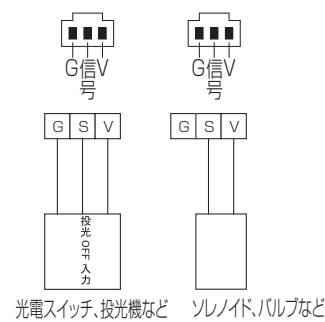 G信V
号
G信V
号
G S V
G S V
投光OFF入力
光電スイッチ、投光機など
ソレノイド、バルブなど